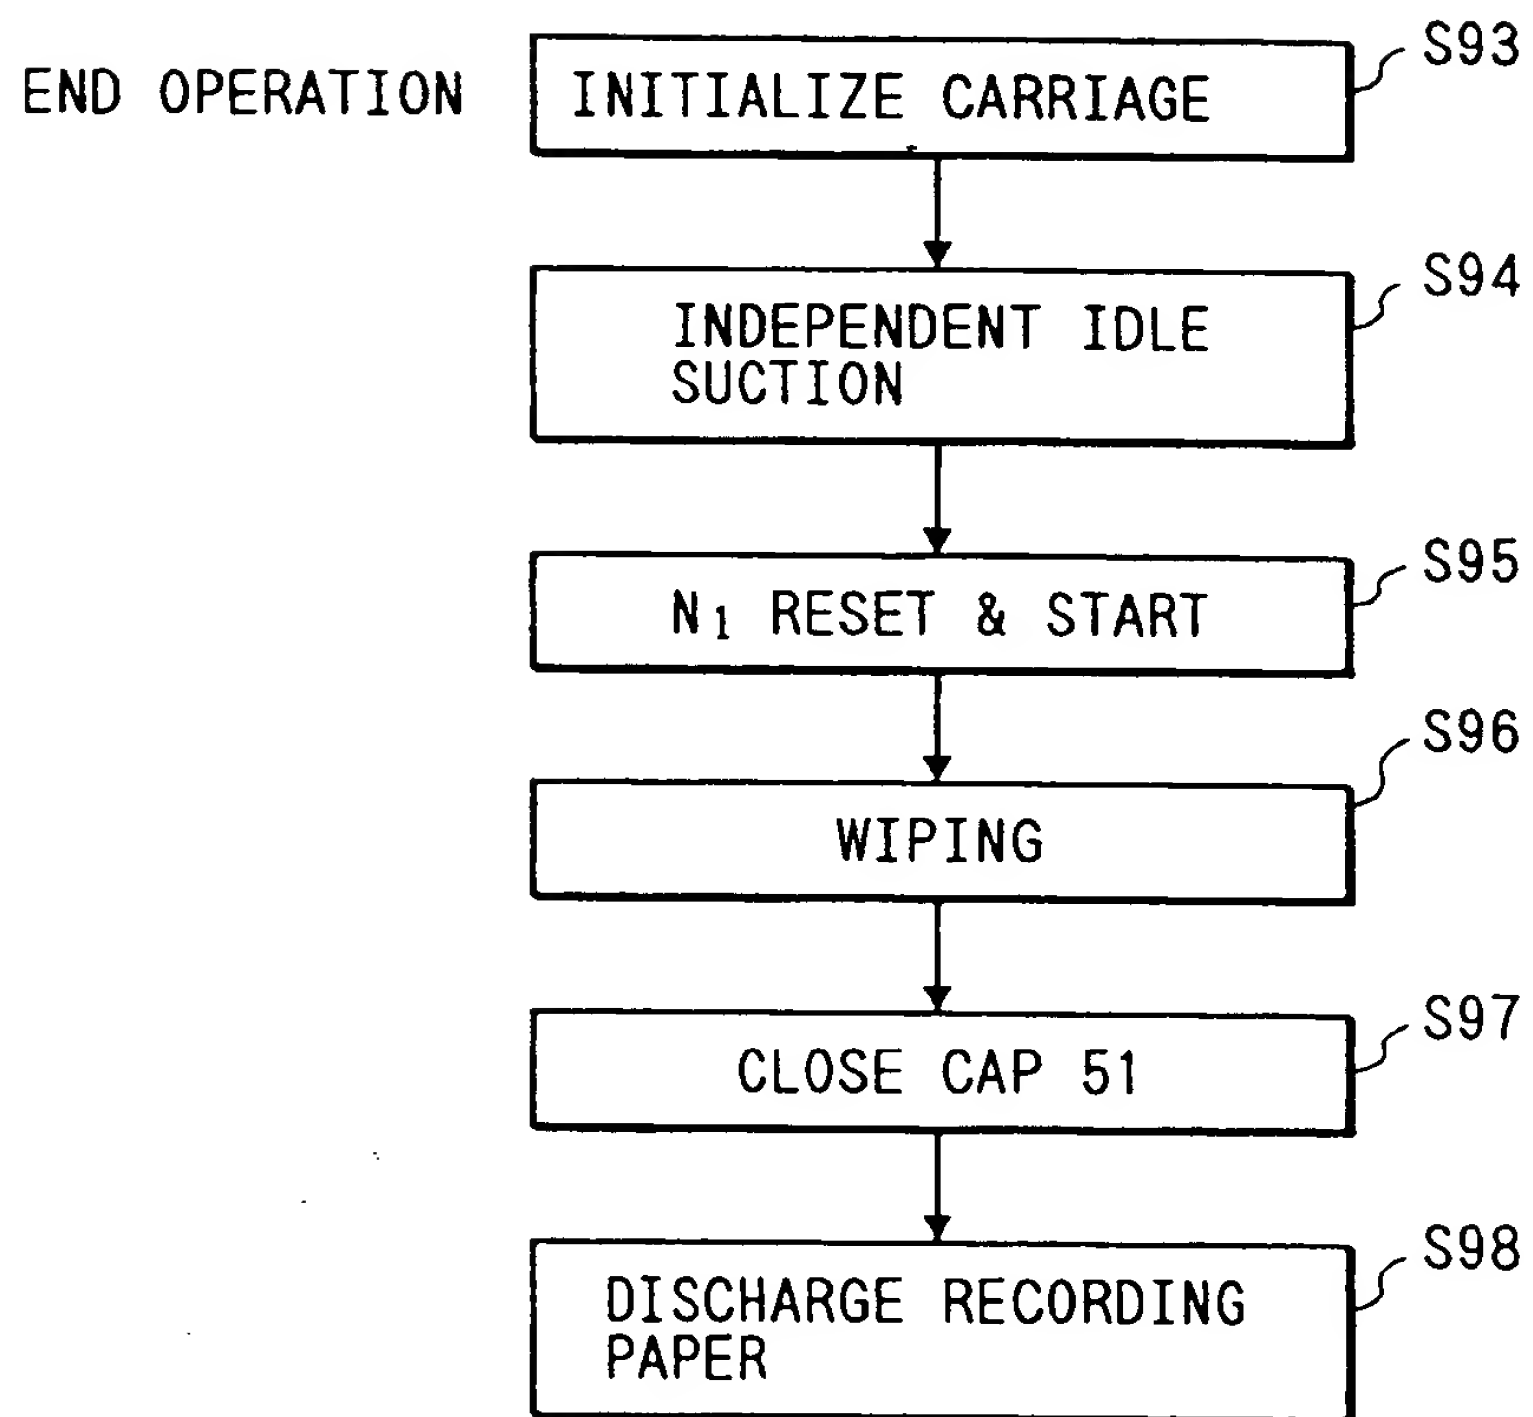 S93
END OPERATION
INITIALIZE CARRIAGE
S94
INDEPENDENT IDLE
SUCTION
S95
N₁ RESET & START
S96
WIPING
S97
CLOSE CAP 51
S98
DISCHARGE RECORDING
PAPER